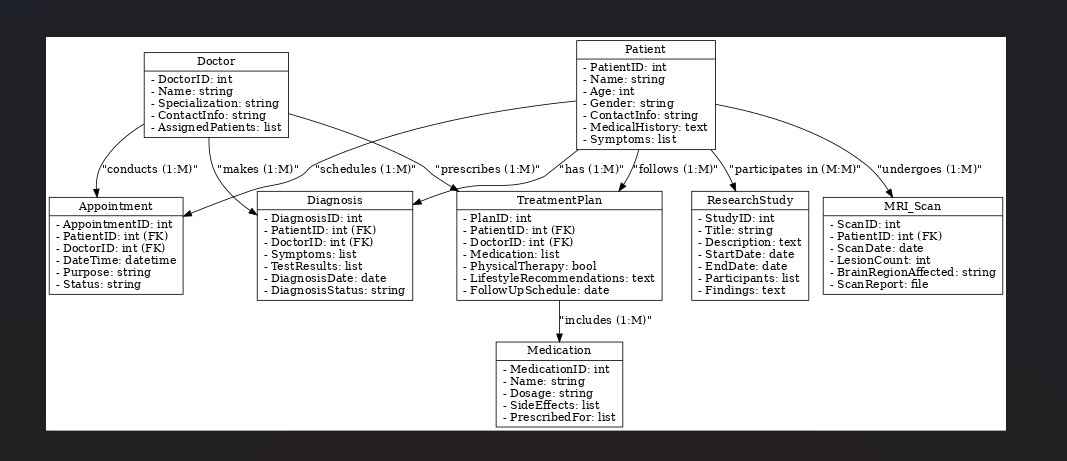 Doctor
- DoctorID: int
- Name: string
- Specialization: string
- ContactInfo: string
- AssignedPatients: list
Patient
- PatientID: int
- Name: string
- Age: int
- Gender: string
- ContactInfo: string
- MedicalHistory: text
- Symptoms: list
"conducts (1:M)"
"makes (1:M)"
"schedules (1:M)"
"prescribes (1:M)"
"has (1:M)"
"follows (1:M)"
"participates in (M:M)"
"undergoes (1:M)"
Appointment
- AppointmentID: int
- PatientID: int (FK)
- DoctorID: int (FK)
- DateTime: datetime
- Purpose: string
- Status: string
Diagnosis
- DiagnosisID: int
- PatientID: int (FK)
- DoctorID: int (FK)
- Symptoms: list
- TestResults: list
- DiagnosisDate: date
- DiagnosisStatus: string
TreatmentPlan
- PlanID: int
- PatientID: int (FK)
- DoctorID: int (FK)
- Medication: list
- PhysicalTherapy: bool
- LifestyleRecommendations: text
- FollowUpSchedule: date
ResearchStudy
- StudyID: int
- Title: string
- Description: text
- StartDate: date
- EndDate: date
- Participants: list
- Findings: text
MRI_Scan
- ScanID: int
- PatientID: int (FK)
- ScanDate: date
- LesionCount: int
- BrainRegionAffected: string
- ScanReport: file
"includes (1:M)"
Medication
- MedicationID: int
- Name: string
- Dosage: string
- SideEffects: list
- PrescribedFor: list